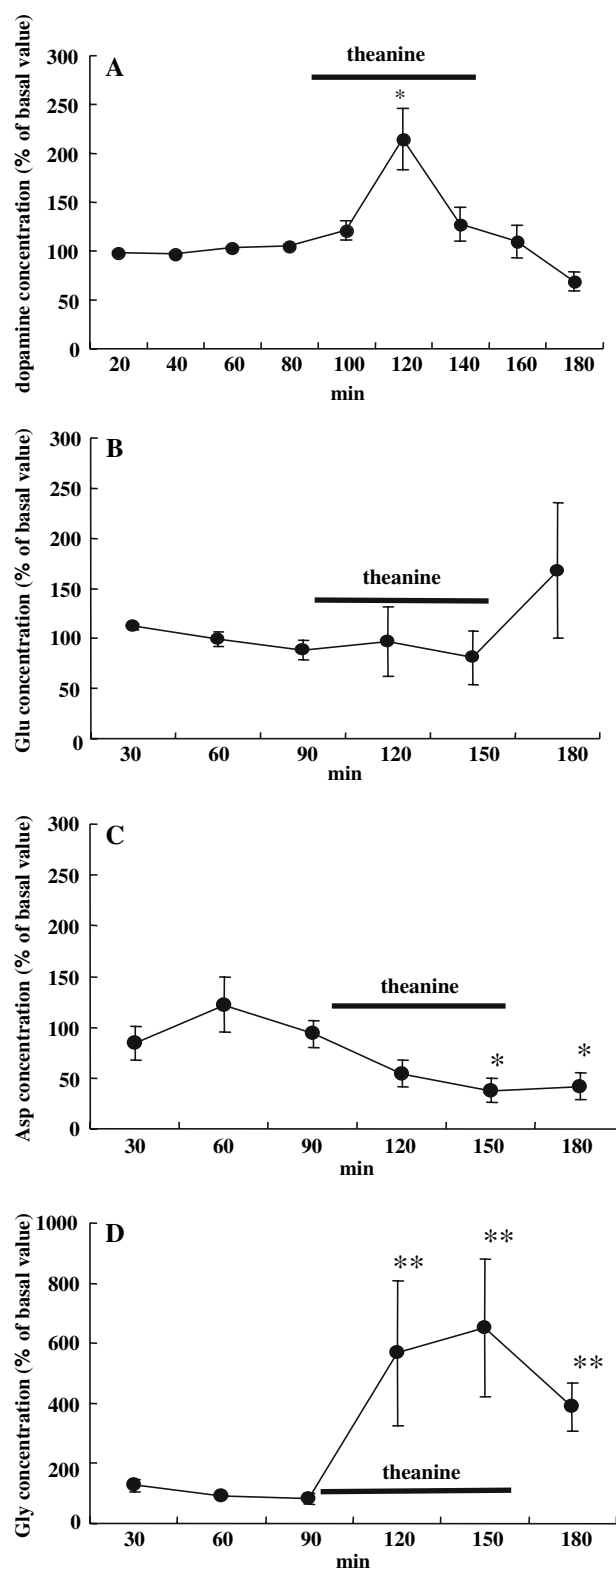 dopamine concentration (% of basal value)
A
theanine
*
300
250
200
150
100
50
0
20 40 60 80 100 120 140 160 180
min
Glu concentration (% of basal value)
B
theanine
300
250
200
150
100
50
0
30 60 90 120 150 180
min
Asp concentration (% of basal value)
C
theanine
* *
300
250
200
150
100
50
0
30 60 90 120 150 180
min
Gly concentration (% of basal value)
D
** ** **
theanine
1000
800
600
400
200
0
30 60 90 120 150 180
min